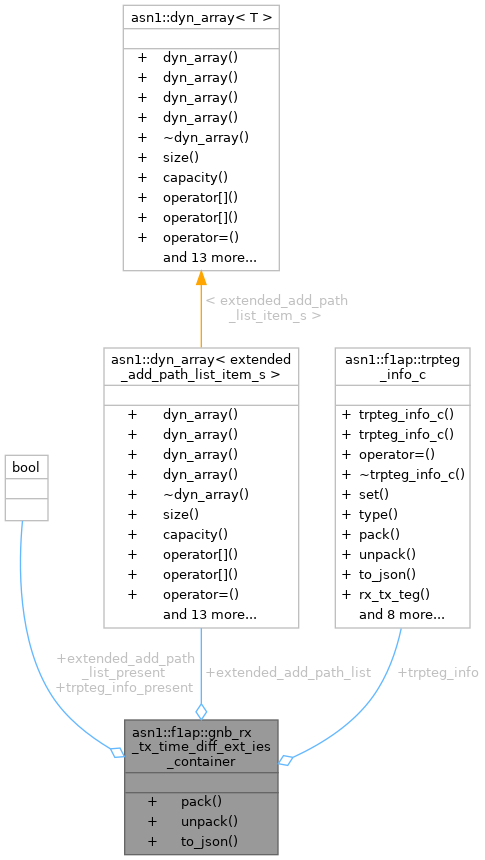 asn1::dyn_array< T >
+ dyn_array()
+ dyn_array()
+ dyn_array()
+ dyn_array()
+ ~dyn_array()
+ size()
+ capacity()
+ operator[]()
+ operator[]()
+ operator=()
and 13 more...
< extended_add_path
_list_item_s >
asn1::dyn_array< extended
_add_path_list_item_s >
+ dyn_array()
+ dyn_array()
+ dyn_array()
+ dyn_array()
+ ~dyn_array()
+ size()
+ capacity()
+ operator[]()
+ operator[]()
+ operator=()
and 13 more...
asn1::f1ap::trpteg
_info_c
+ trpteg_info_c()
+ trpteg_info_c()
+ operator=()
+ ~trpteg_info_c()
+ set()
+ type()
+ pack()
+ unpack()
+ to_json()
+ rx_tx_teg()
and 8 more...
bool
+extended_add_path
_list_present
+trpteg_info_present
+extended_add_path_list
+trpteg_info
asn1::f1ap::gnb_rx
_tx_time_diff_ext_ies
_container
+ pack()
+ unpack()
+ to_json()